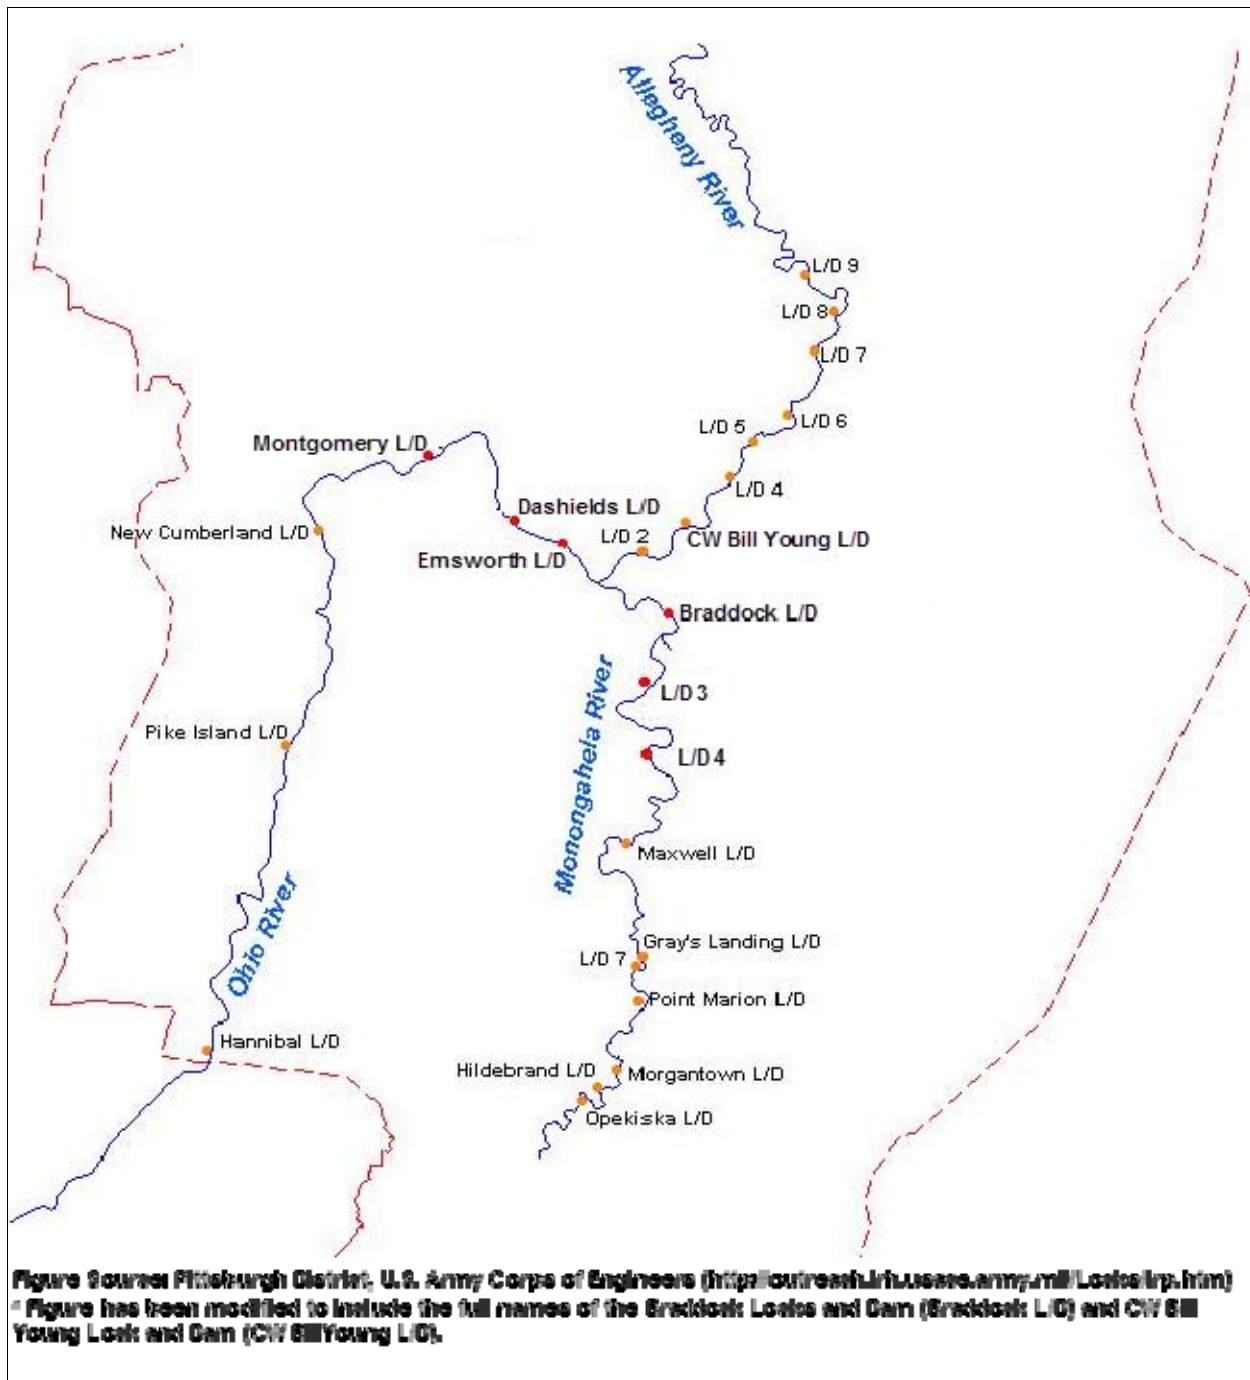 Allegheny River
L/D 9
L/D 8
L/D 7
L/D 6
L/D 5
Montgomery L/D
L/D 4
Dashields L/D
New Cumberland L/D
L/D 2
CW Bill Young L/D
Emsworth L/D
Braddock L/D
L/D 3
Monongahela River
Pike Island L/D
L/D 4
Maxwell L/D
Ohio River
Gray's Landing L/D
L/D 7
Point Marion L/D
Hannibal L/D
Hildebrand L/D
Morgantown L/D
Opekiska L/D
Figure Source: Pittsburgh District, U.S. Army Corps of Engineers
* Figure has been modified to include the full names of the Braddock Locks and Dam (Braddock L/D) and CW Bill
Young Lock and Dam (CW Bill Young L/D).